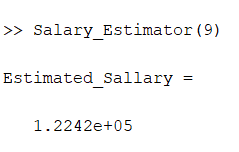 >> Salary_Estimator(9)
Estimated_Sallary =
1.2242e+05